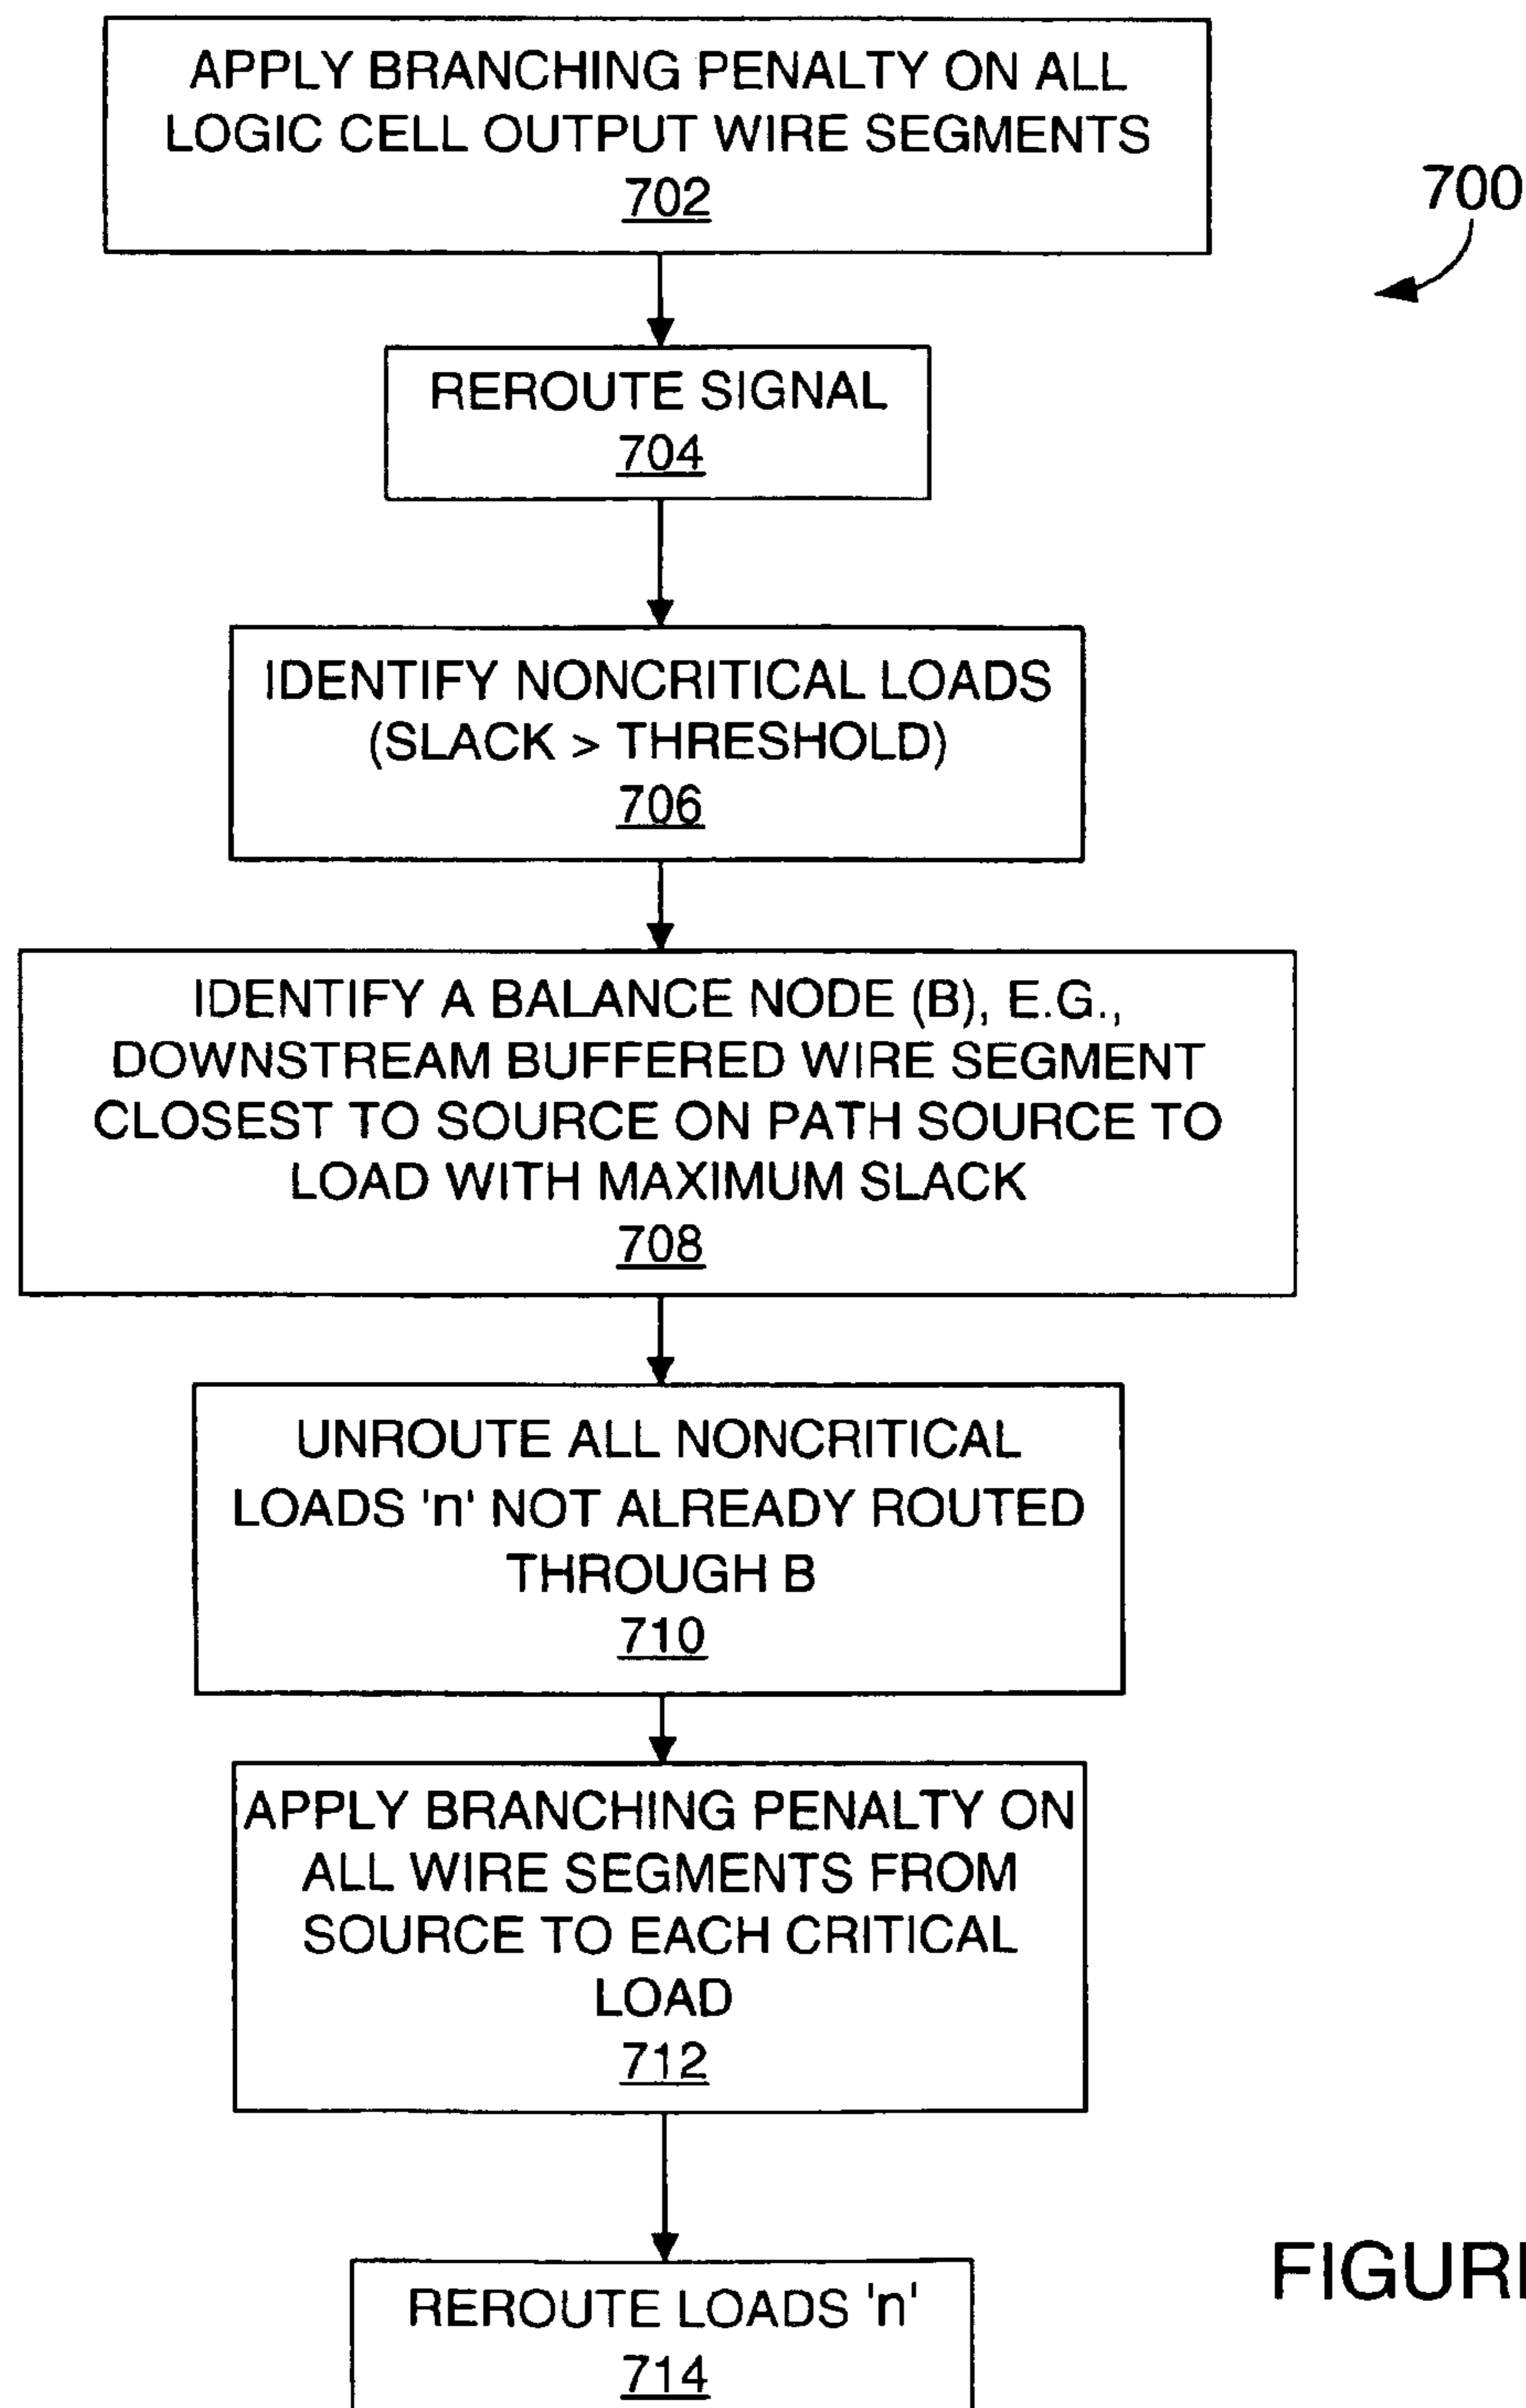 APPLY BRANCHING PENALTY ON ALL
LOGIC CELL OUTPUT WIRE SEGMENTS
702
700
REROUTE SIGNAL
704
IDENTIFY NONCRITICAL LOADS
(SLACK > THRESHOLD)
706
IDENTIFY A BALANCE NODE (B), E.G.,
DOWNSTREAM BUFFERED WIRE SEGMENT
CLOSEST TO SOURCE ON PATH SOURCE TO
LOAD WITH MAXIMUM SLACK
708
UNROUTE ALL NONCRITICAL
LOADS 'n' NOT ALREADY ROUTED
THROUGH B
710
APPLY BRANCHING PENALTY ON
ALL WIRE SEGMENTS FROM
SOURCE TO EACH CRITICAL
LOAD
712
REROUTE LOADS 'n'
714